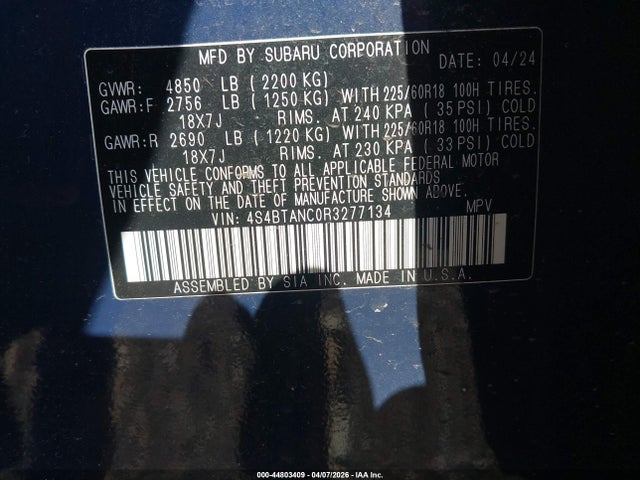 MFD BY SUBARU CORPORATION DATE: 04/24
GVWR: 4850 LB (2200 KG)
GAWR:F 2756 LB (1250 KG) WITH 225/60R18 100H TIRES.
18X7J RIMS. AT 240 KPA (35 PSI) COLD
GAWR:R 2690 LB (1220 KG) WITH 225/60R18 100H TIRES.
18X7J RIMS. AT 230 KPA (33 PSI) COLD
THIS VEHICLE CONFORMS TO ALL APPLICABLE FEDERAL MOTOR
VEHICLE SAFETY AND THEFT PREVENTION STANDARDS
IN EFFECT ON THE DATE OF MANUFACTURE SHOWN ABOVE.
VIN: 4S4BTANC0R3277134 MPV
ASSEMBLED BY SIA INC. MADE IN U.S.A.
000-44803409 - 04/07/2026 - IAA Inc.